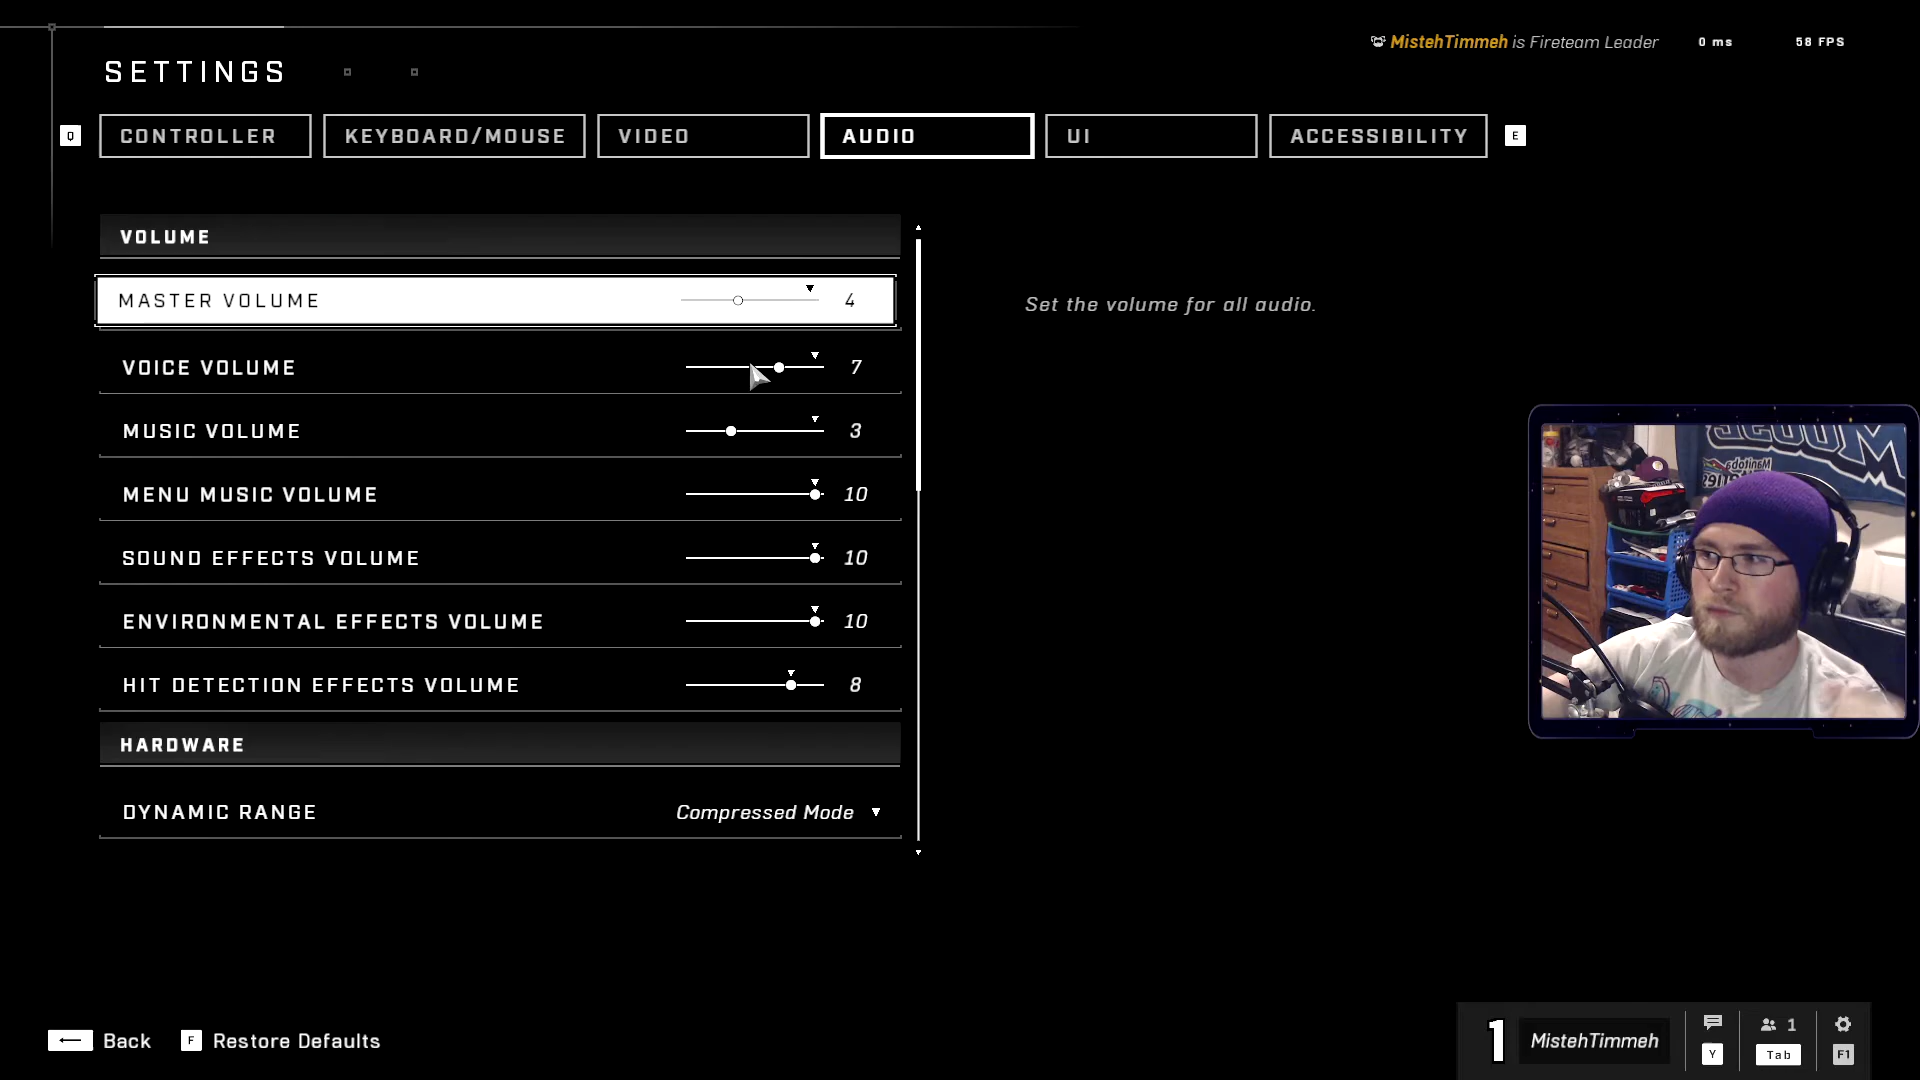 MistehTimmeh is Fireteam Leader
0 ms
58 FPS
SETTINGS
Q
CONTROLLER
KEYBOARD/MOUSE
VIDEO
AUDIO
UI
ACCESSIBILITY
E
VOLUME
MASTER VOLUME 4
Set the volume for all audio.
VOICE VOLUME 7
MUSIC VOLUME 3
MENU MUSIC VOLUME 10
SOUND EFFECTS VOLUME 10
ENVIRONMENTAL EFFECTS VOLUME 10
HIT DETECTION EFFECTS VOLUME 8
HARDWARE
DYNAMIC RANGE Compressed Mode
Manitoba
Back
F Restore Defaults
1 MistehTimmeh
1
Y
Tab
F1